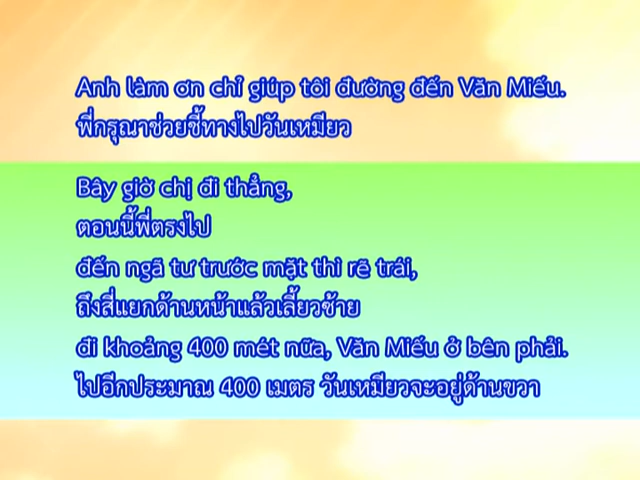 Anh làm ơn chỉ giúp tôi đường đến Văn Miếu.
พี่กรุณาช่วยชี้ทางไปวันเหมียว
Bây giờ chị đi thẳng,
ตอนนี้พี่ตรงไป
đến ngã tư trước mặt thì rẽ trái,
ถึงสี่แยกด้านหน้าแล้วเลี้ยวซ้าย
đi khoảng 400 mét nữa, Văn Miếu ở bên phải.
ไปอีกประมาณ 400 เมตร วันเหมียวจะอยู่ด้านขวา